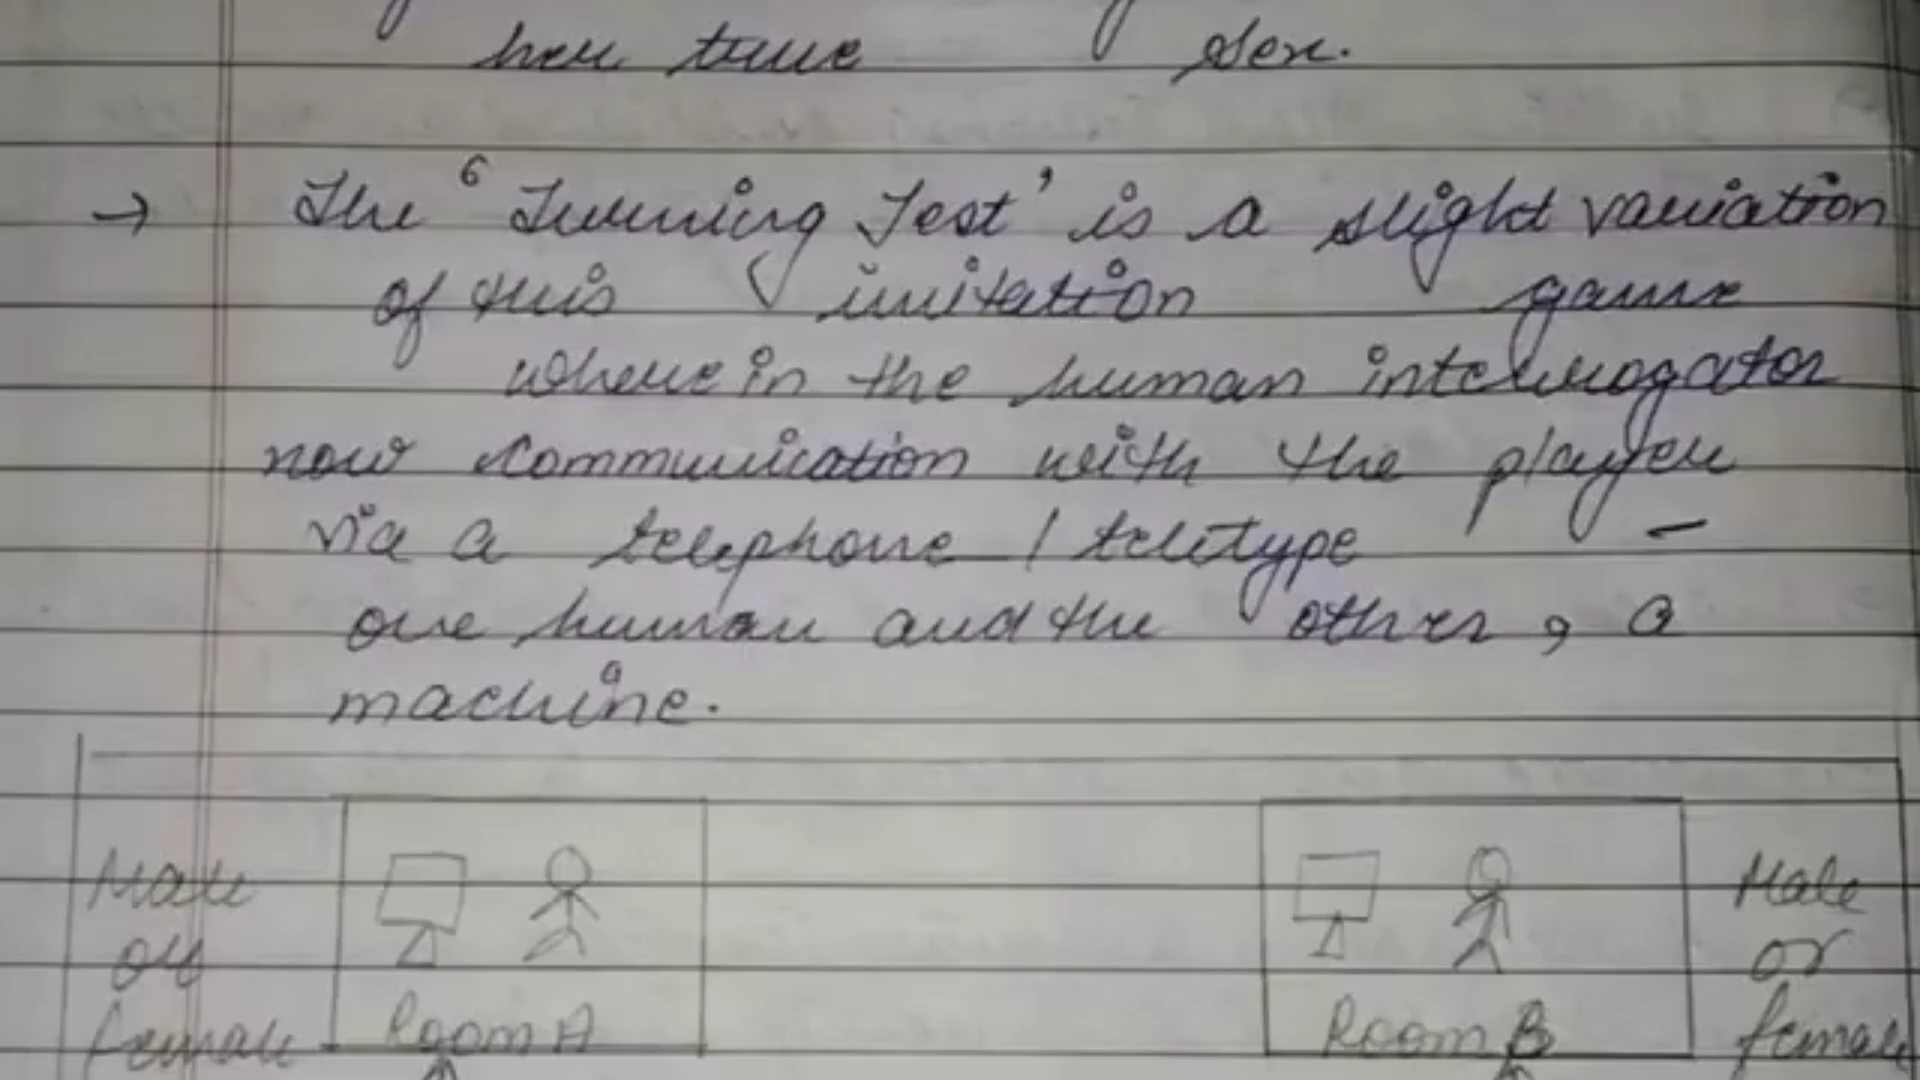 her true sex.
→ The 'Turning Test' is a slight variation
of this imitation game
where in the human interrogator
now communication with the player
via a telephone / teletype —
one human and the other, a
machine.
Male or female
Room A
Room B
Male or female